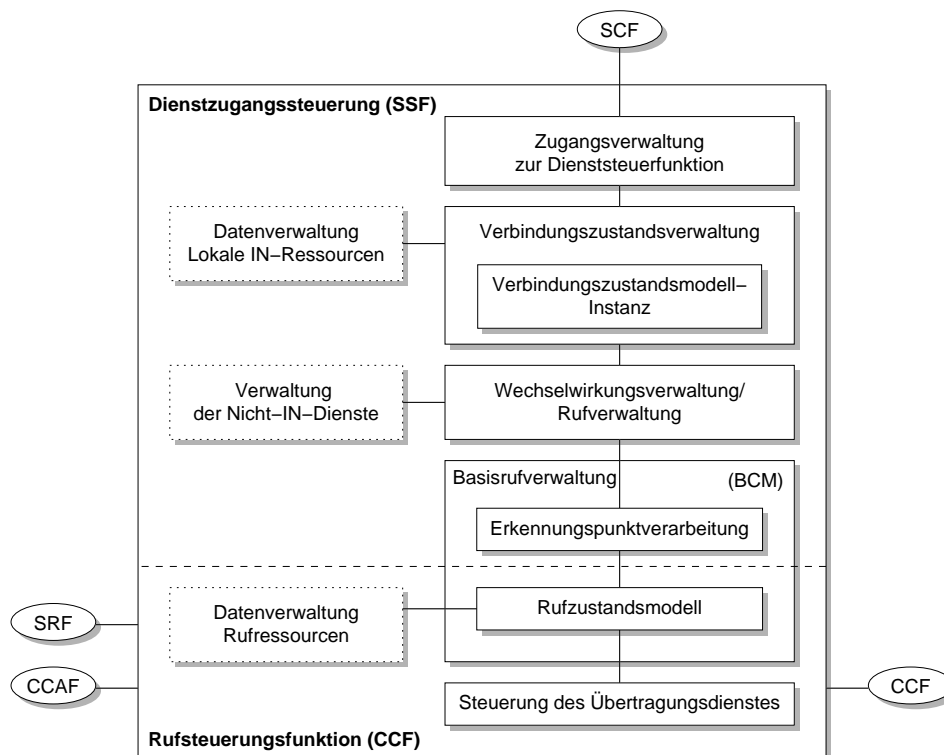 SCF
Dienstzugangssteuerung (SSF)
Zugangsverwaltung
zur Dienststeuerfunktion
Datenverwaltung
Lokale IN−Ressourcen
Verbindungszustandsverwaltung
Verbindungszustandsmodell−
Instanz
Verwaltung
der Nicht−IN−Dienste
Wechselwirkungsverwaltung/
Rufverwaltung
Basisrufverwaltung
(BCM)
Erkennungspunktverarbeitung
Datenverwaltung
Rufressourcen
Rufzustandsmodell
SRF
CCAF
CCF
Steuerung des Übertragungsdienstes
Rufsteuerungsfunktion (CCF)